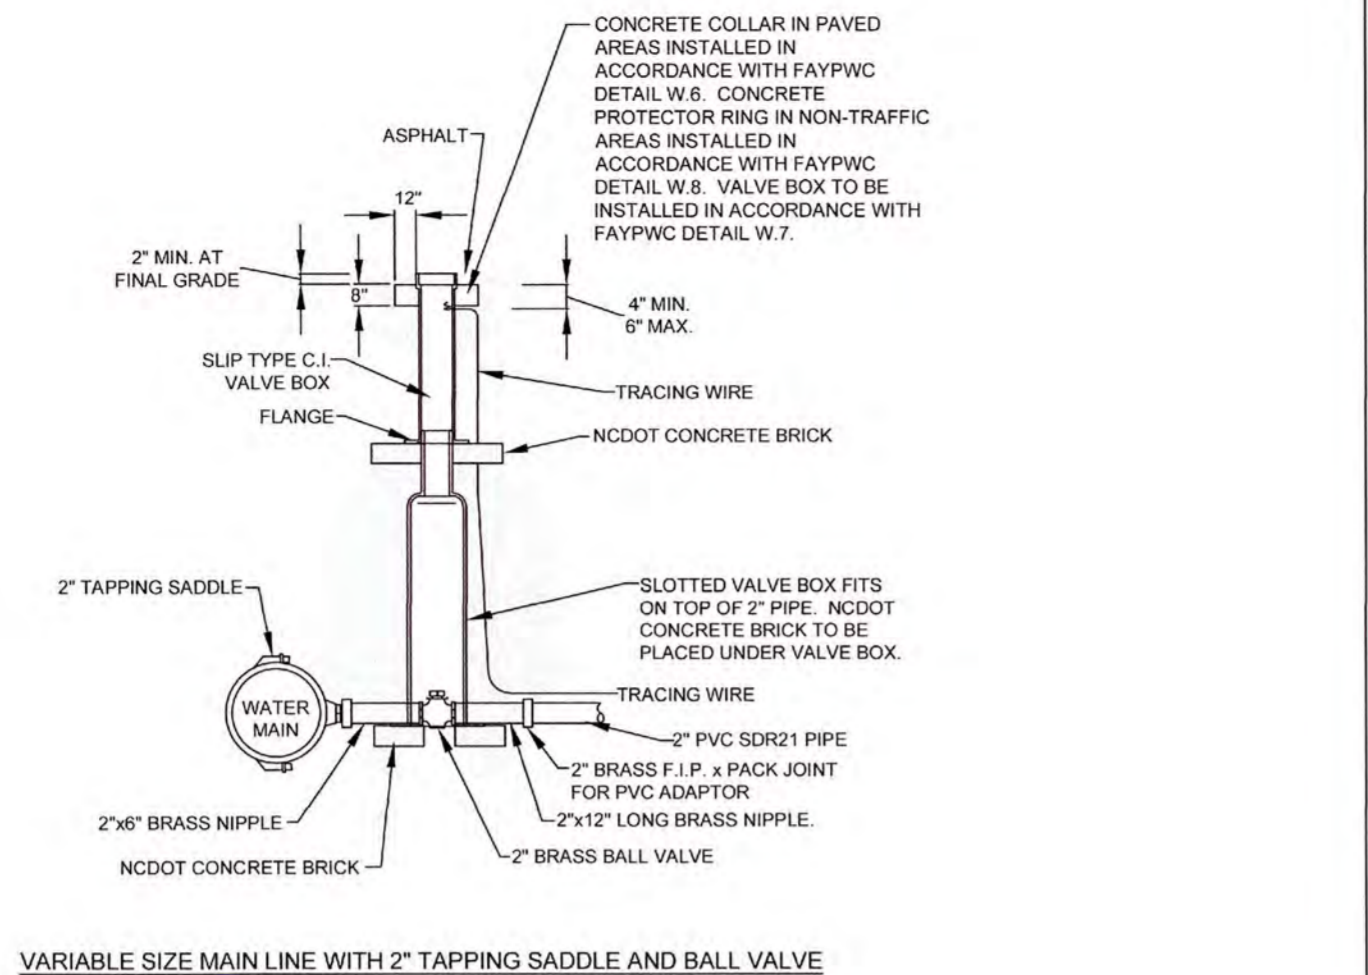 CONCRETE COLLAR IN PAVED
AREAS INSTALLED IN
ACCORDANCE WITH FAYPWC
DETAIL W.6. CONCRETE
PROTECTOR RING IN NON-TRAFFIC
AREAS INSTALLED IN
ACCORDANCE WITH FAYPWC
DETAIL W.8. VALVE BOX TO BE
INSTALLED IN ACCORDANCE WITH
FAYPWC DETAIL W.7.
ASPHALT
12"
2" MIN. AT
FINAL GRADE
8"
4" MIN.
6" MAX.
SLIP TYPE C.I.
VALVE BOX
TRACING WIRE
FLANGE
NCDOT CONCRETE BRICK
2" TAPPING SADDLE
SLOTTED VALVE BOX FITS
ON TOP OF 2" PIPE. NCDOT
CONCRETE BRICK TO BE
PLACED UNDER VALVE BOX.
TRACING WIRE
WATER
MAIN
2" PVC SDR21 PIPE
2" BRASS F.I.P. x PACK JOINT
FOR PVC ADAPTOR
2"x6" BRASS NIPPLE
2"x12" LONG BRASS NIPPLE.
2" BRASS BALL VALVE
NCDOT CONCRETE BRICK
VARIABLE SIZE MAIN LINE WITH 2" TAPPING SADDLE AND BALL VALVE